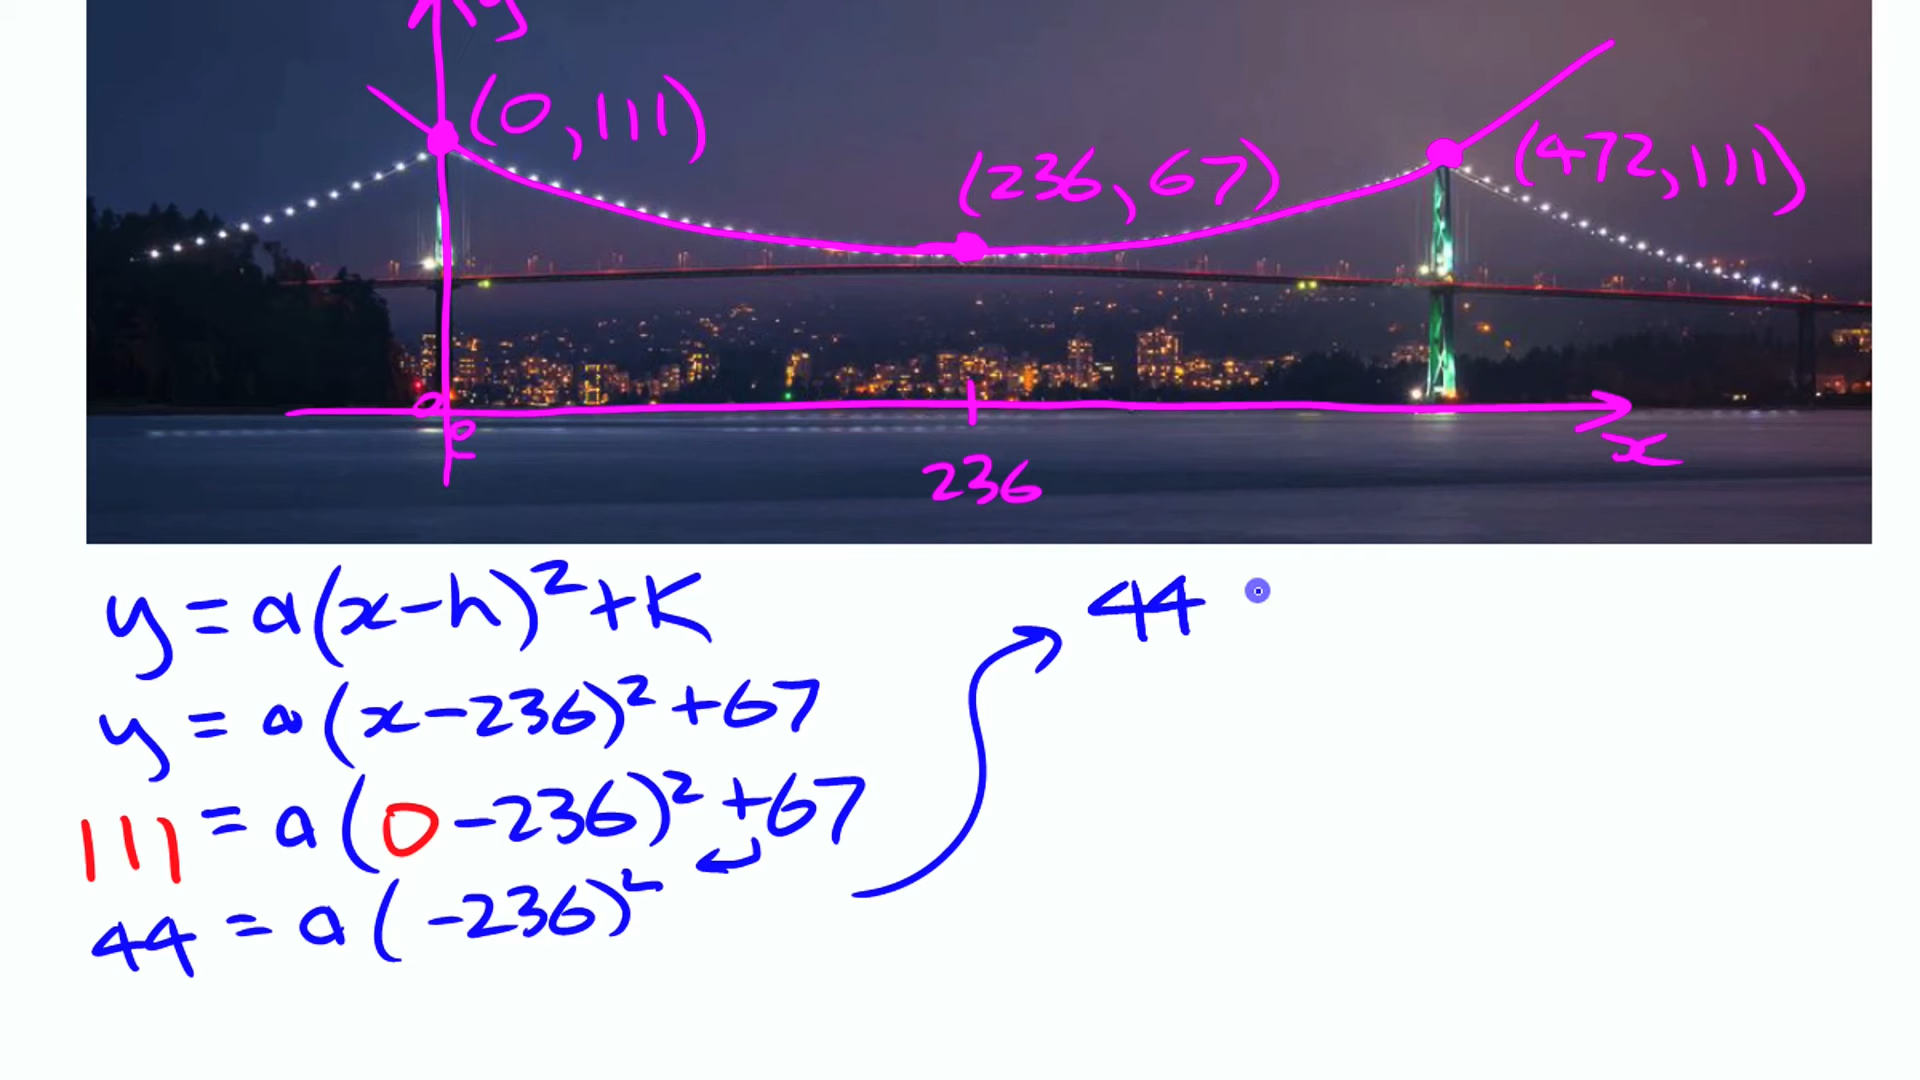 y
(0,111)
(236,67)
(472,111)
0
0
236
x
y = a(x-h)²+K
y = a(x-236)²+67
111 = a(0-236)²+67
44 = a(-236)²
44